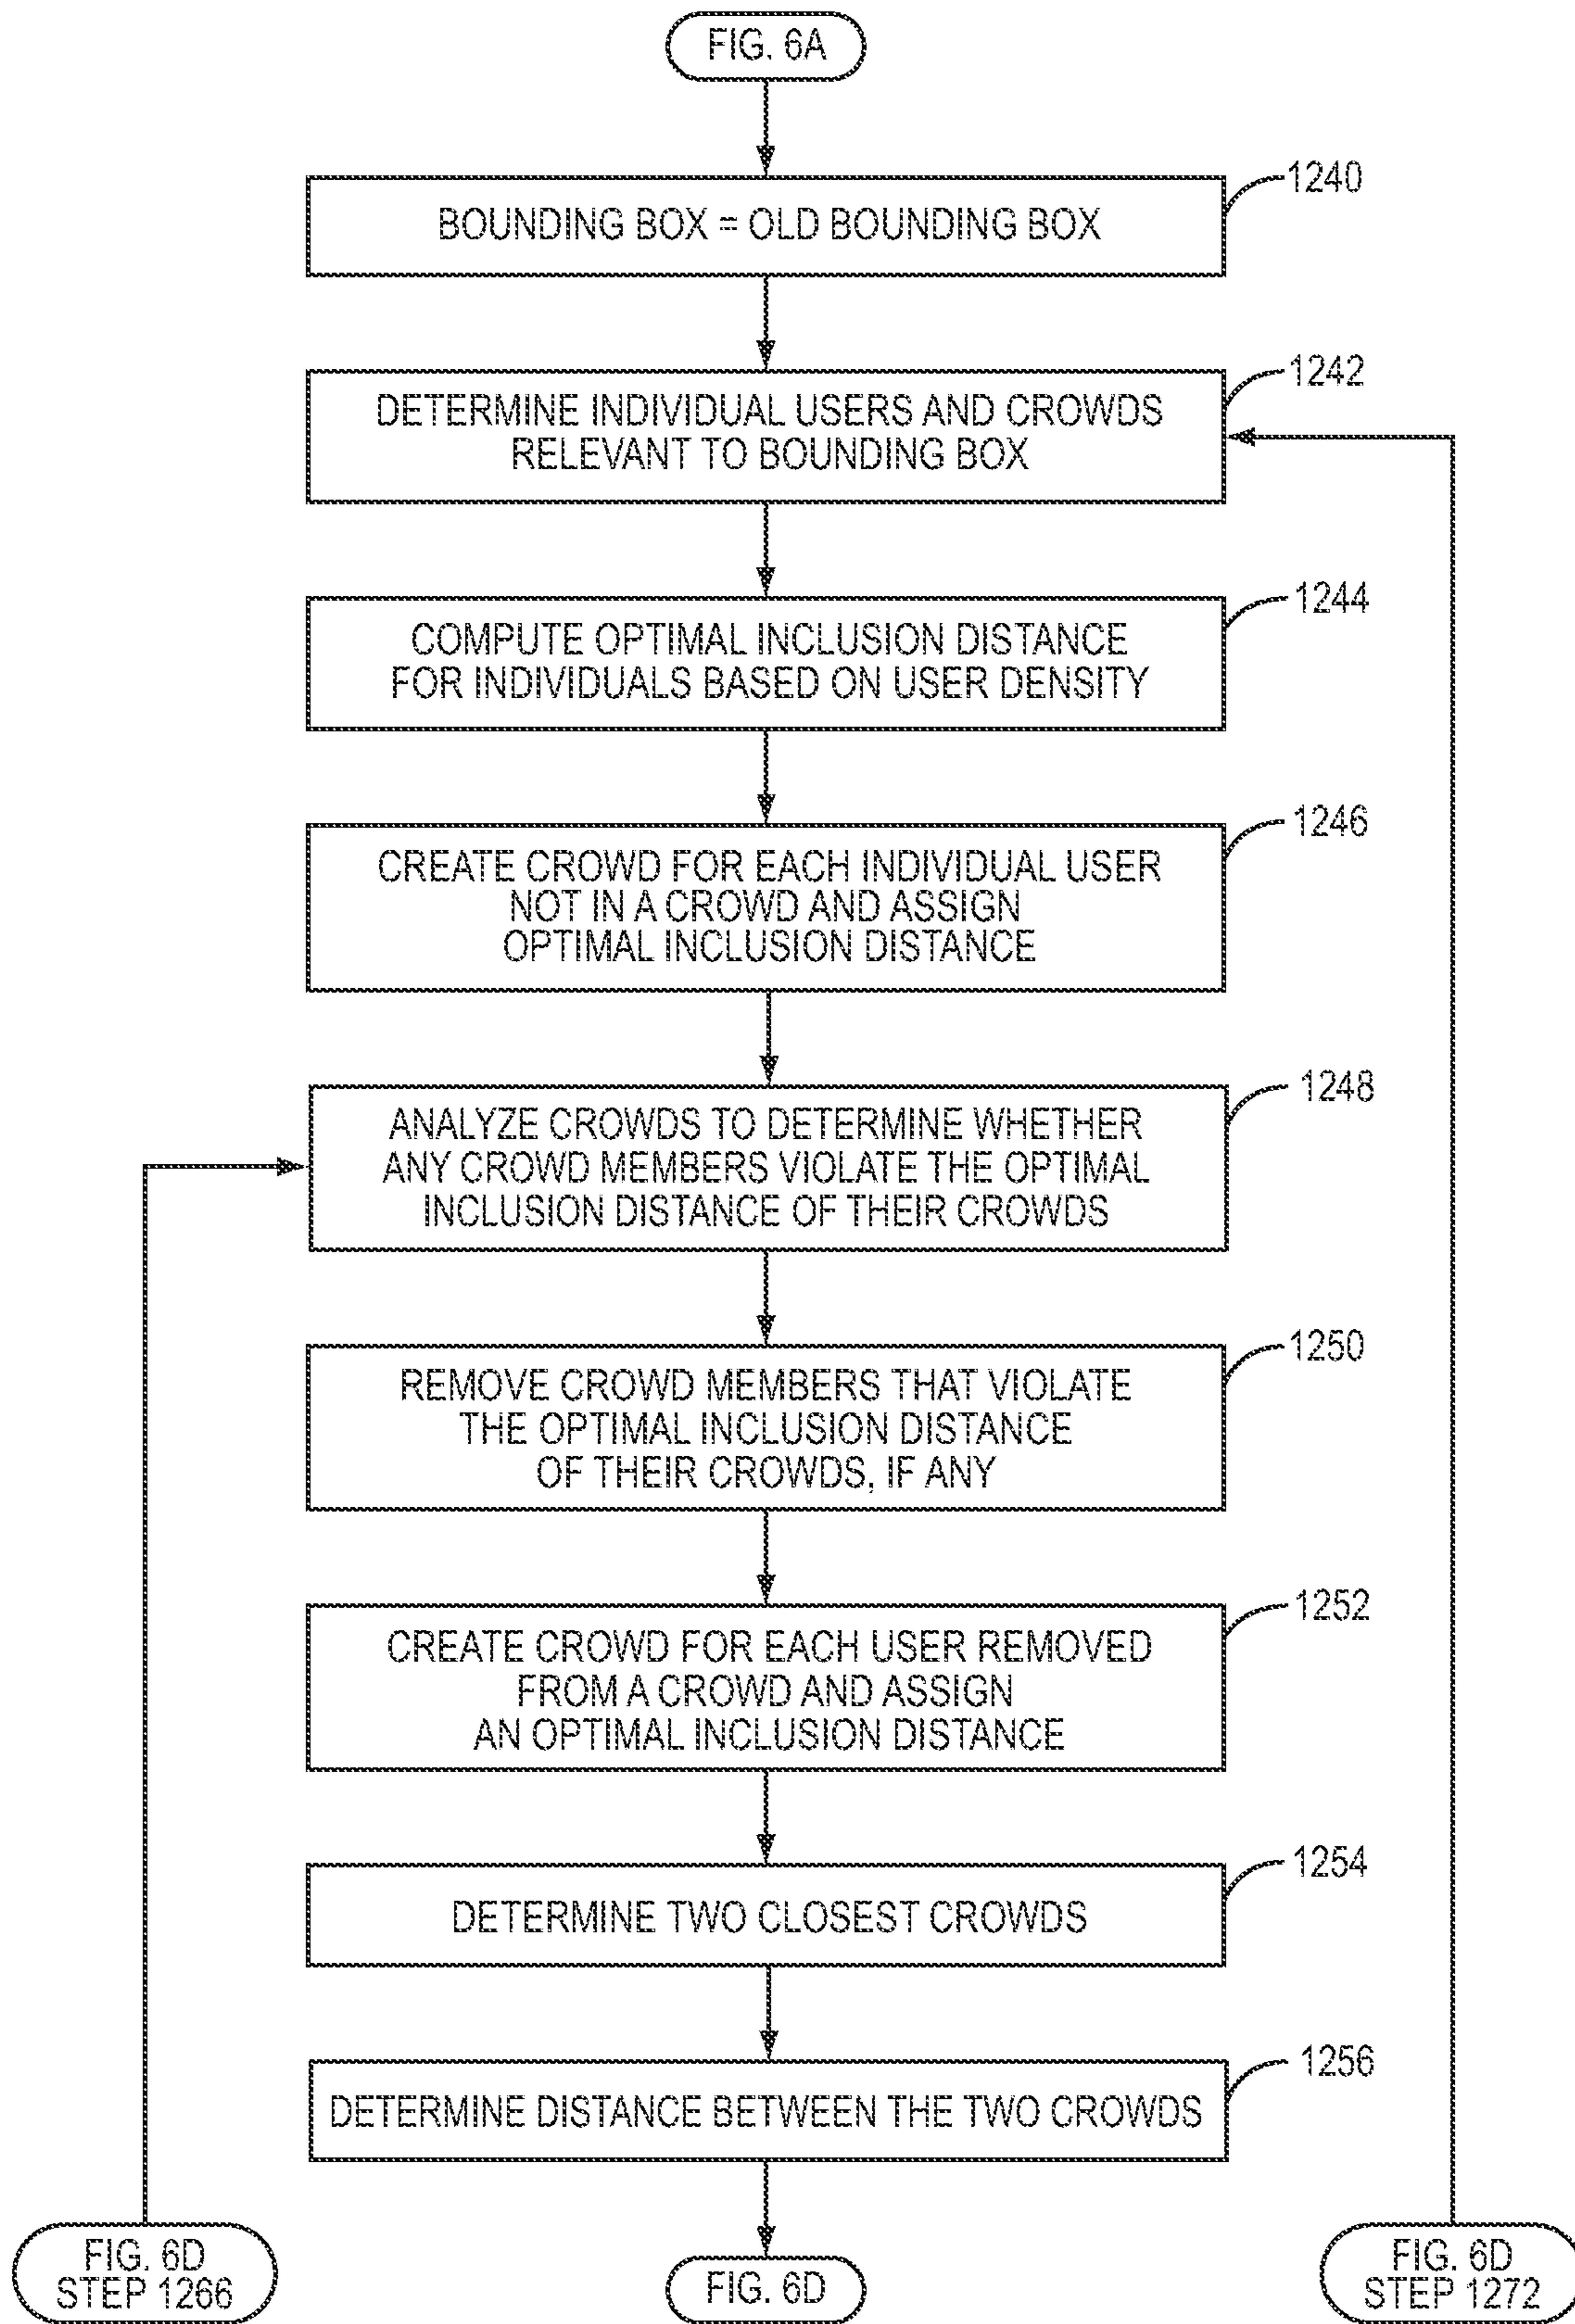 FIG. 6A
1240
BOUNDING BOX = OLD BOUNDING BOX
1242
DETERMINE INDIVIDUAL USERS AND CROWDS
RELEVANT TO BOUNDING BOX
1244
COMPUTE OPTIMAL INCLUSION DISTANCE
FOR INDIVIDUALS BASED ON USER DENSITY
1246
CREATE CROWD FOR EACH INDIVIDUAL USER
NOT IN A CROWD AND ASSIGN
OPTIMAL INCLUSION DISTANCE
1248
ANALYZE CROWDS TO DETERMINE WHETHER
ANY CROWD MEMBERS VIOLATE THE OPTIMAL
INCLUSION DISTANCE OF THEIR CROWDS
1250
REMOVE CROWD MEMBERS THAT VIOLATE
THE OPTIMAL INCLUSION DISTANCE
OF THEIR CROWDS, IF ANY
1252
CREATE CROWD FOR EACH USER REMOVED
FROM A CROWD AND ASSIGN
AN OPTIMAL INCLUSION DISTANCE
1254
DETERMINE TWO CLOSEST CROWDS
1256
DETERMINE DISTANCE BETWEEN THE TWO CROWDS
FIG. 6D
STEP 1266
FIG. 6D
FIG. 6D
STEP 1272